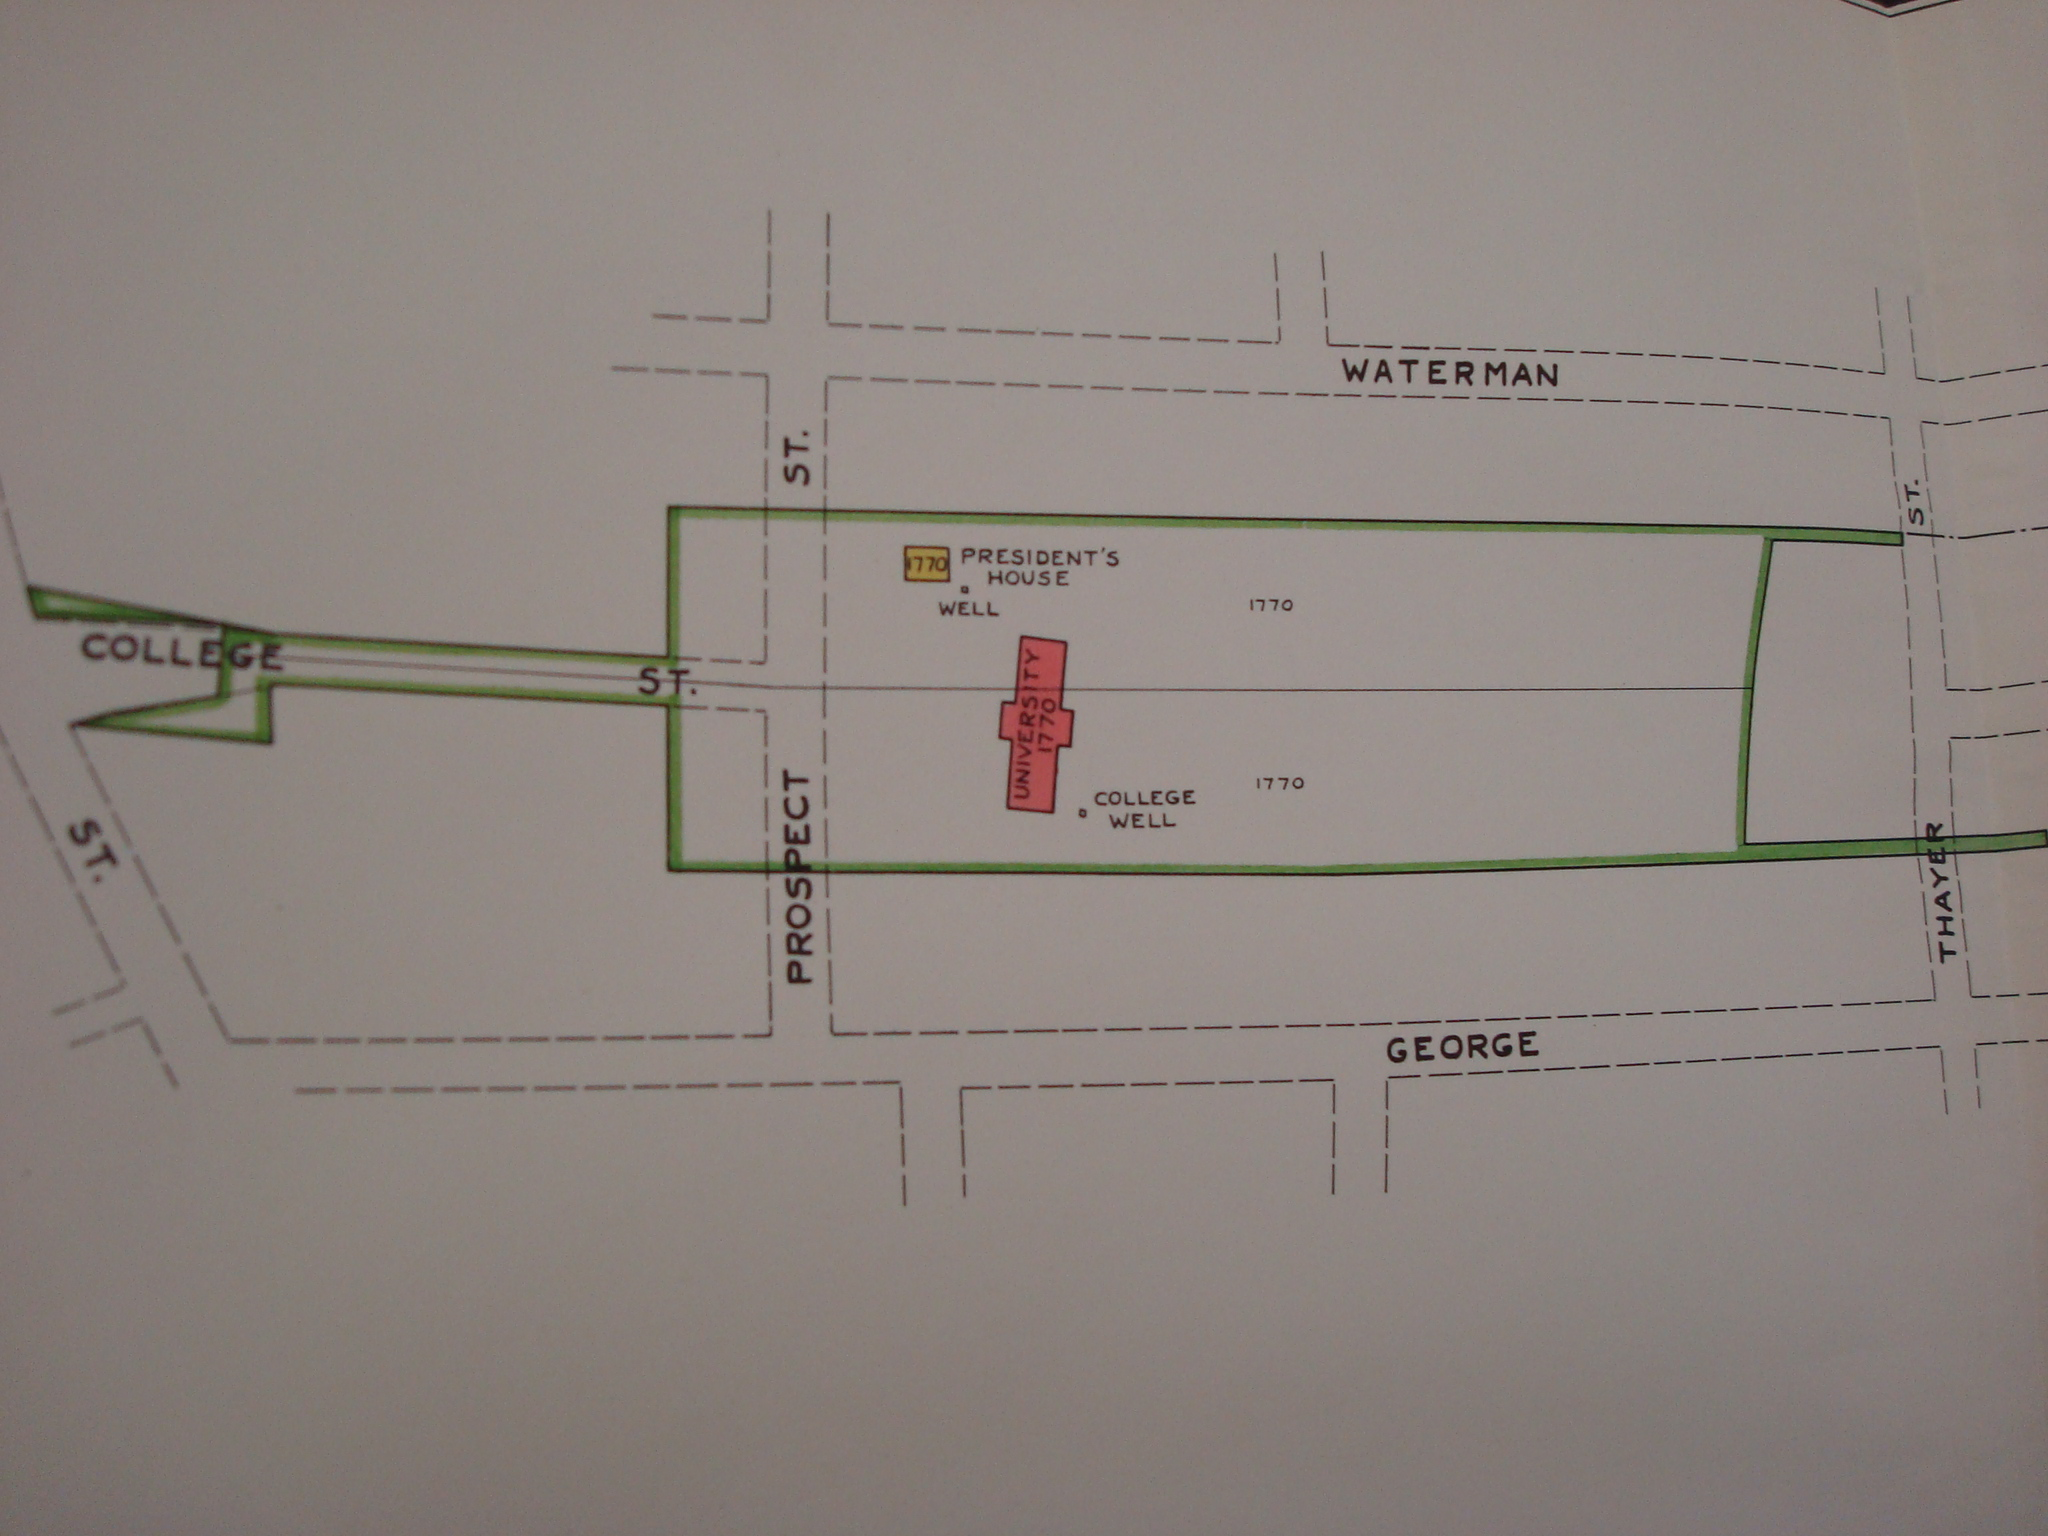 WATERMAN
ST.
ST.
1770
PRESIDENT'S
HOUSE
WELL
1770
COLLEGE
ST.
UNIVERSITY
1770
1770
COLLEGE
WELL
PROSPECT
ST.
THAYER
GEORGE